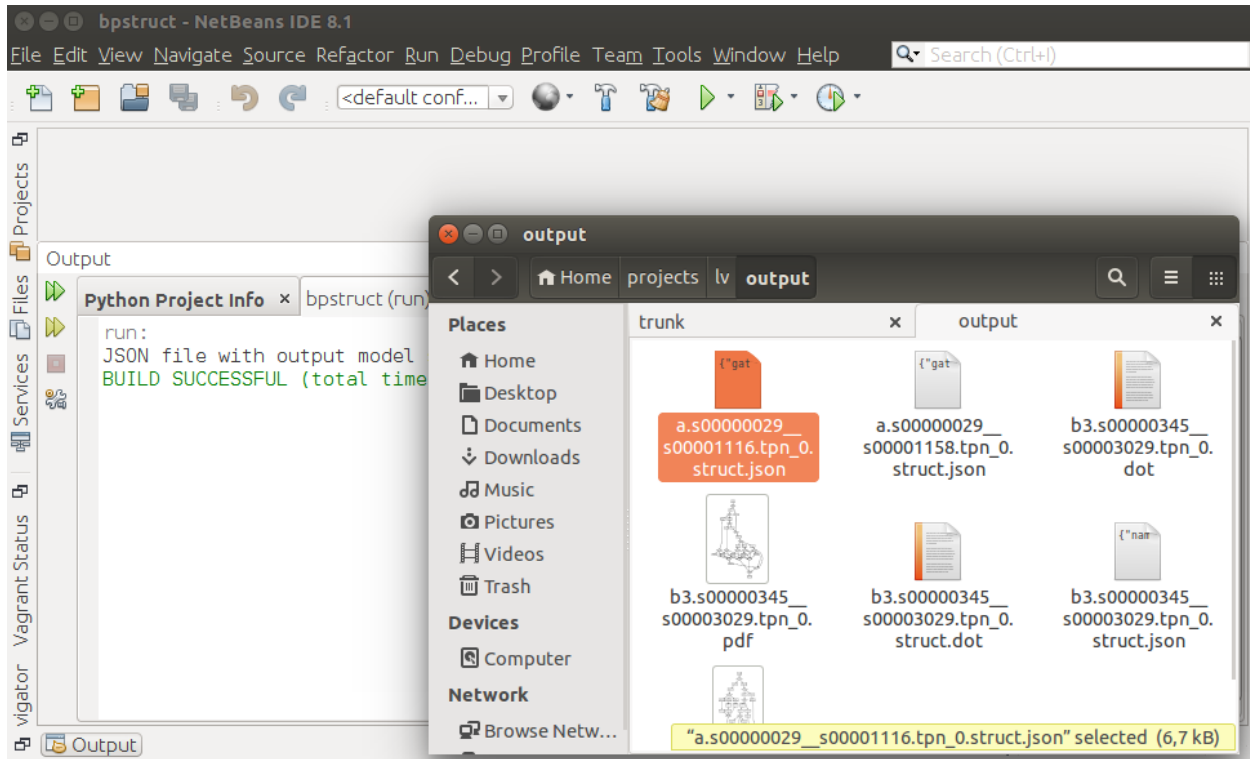 bpstruct - NetBeans IDE 8.1
File Edit View Navigate Source Refactor Run Debug Profile Team Tools Window Help
Search (Ctrl+I)
<default conf...
Projects
Files
Services
Vagrant Status
vigator
Output
Python Project Info × bpstruct (run)
run:
JSON file with output model
BUILD SUCCESSFUL (total time
Output
output
Home projects lv output
Places
Home
Desktop
Documents
Downloads
Music
Pictures
Videos
Trash
Devices
Computer
Network
Browse Netw...
trunk ×
output ×
{"gat
a.s00000029__
s00001116.tpn_0.
struct.json
{"gat
a.s00000029__
s00001158.tpn_0.
struct.json
b3.s00000345__
s00003029.tpn_0.
dot
b3.s00000345__
s00003029.tpn_0.
pdf
b3.s00000345__
s00003029.tpn_0.
struct.dot
{"nam
b3.s00000345__
s00003029.tpn_0.
struct.json
“a.s00000029__s00001116.tpn_0.struct.json” selected (6,7 kB)